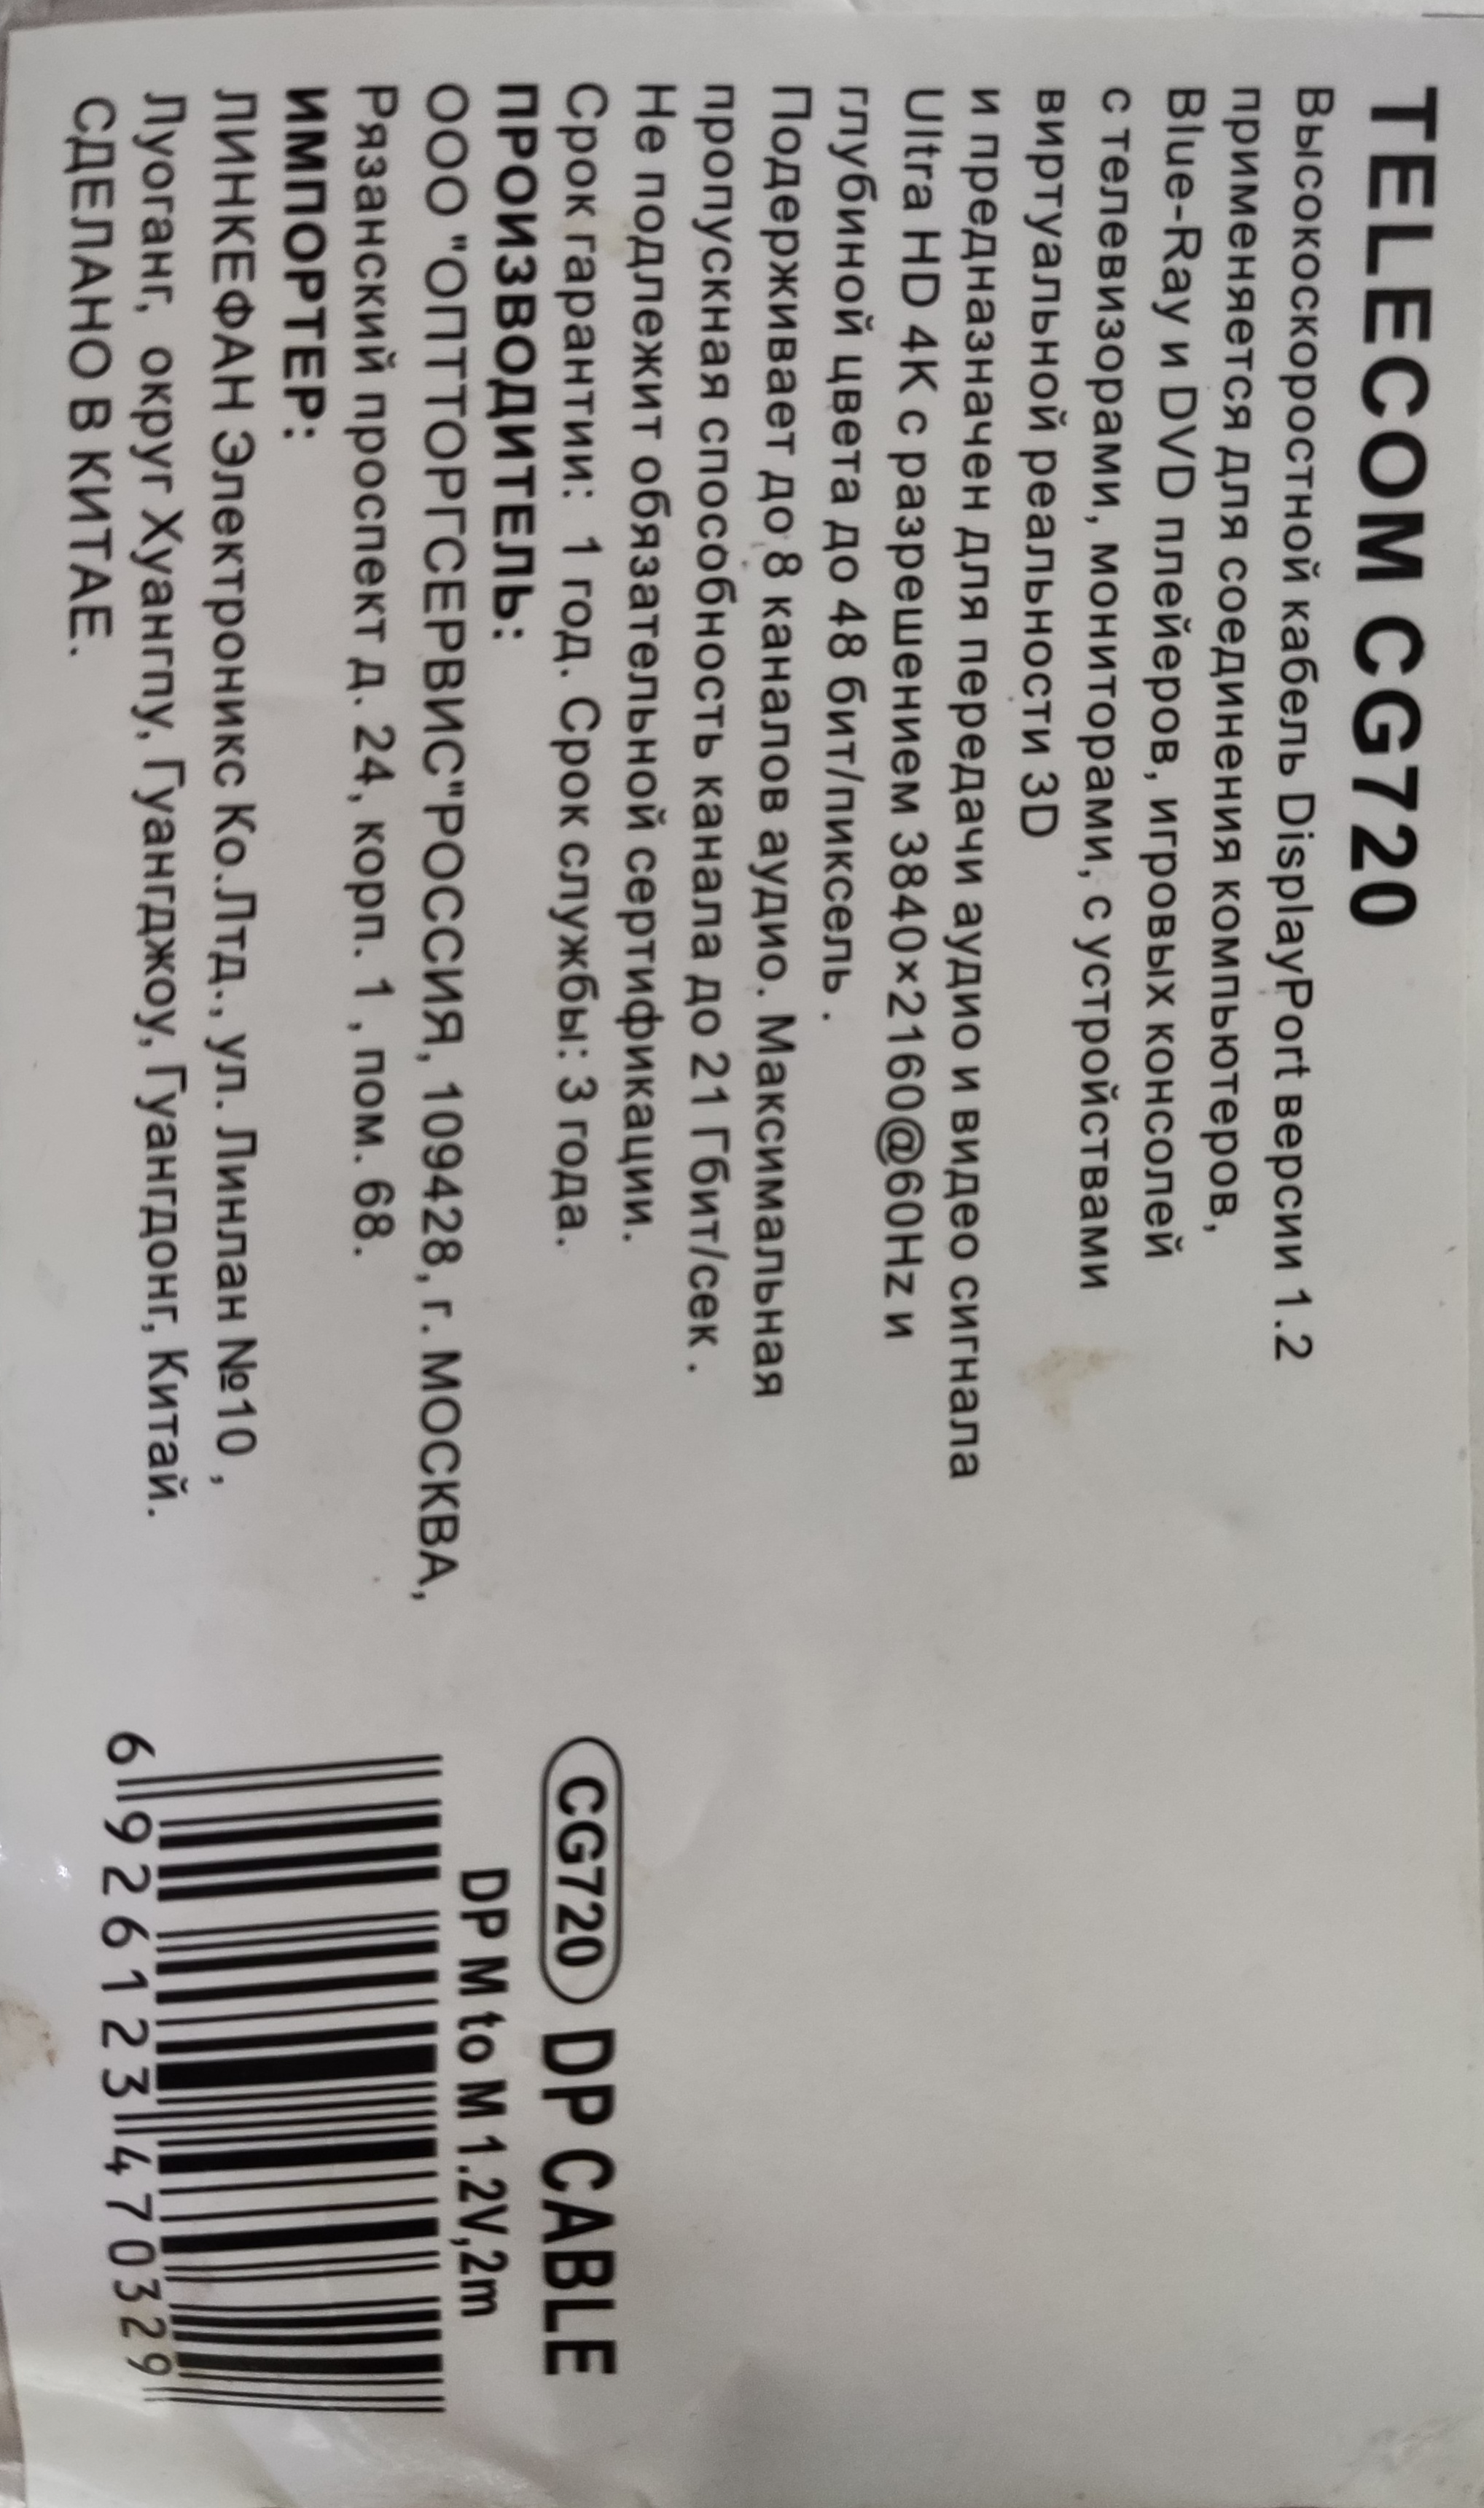 TELECOM CG720
Высокоскоростной кабель DisplayPort версии 1.2
применяется для соединения компьютеров,
Blue-Ray и DVD плейеров, игровых консолей
с телевизорами, мониторами, с устройствами
виртуальной реальности 3D
и предназначен для передачи аудио и видео сигнала
Ultra HD 4K с разрешением 3840×2160@60Hz и
глубиной цвета до 48 бит/пиксель .
Подерживает до 8 каналов аудио. Максимальная
пропускная способность канала до 21 Гбит/сек .
Не подлежит обязательной сертификации.
Срок гарантии: 1 год. Срок службы: 3 года.
ПРОИЗВОДИТЕЛЬ:
ООО "ОПТТОРГСЕРВИС"РОССИЯ, 109428, г. МОСКВА,
Рязанский проспект д. 24, корп. 1 , пом. 68.
ИМПОРТЕР:
ЛИНКЕФАН Электроникс Ко.Лтд., ул. Линлан №10 ,
Луоганг, округ Хуангпу, Гуангджоу, Гуангдонг, Китай.
СДЕЛАНО В КИТАЕ.
CG720 DP CABLE
DP M to M 1.2V,2m
6 926123 470329